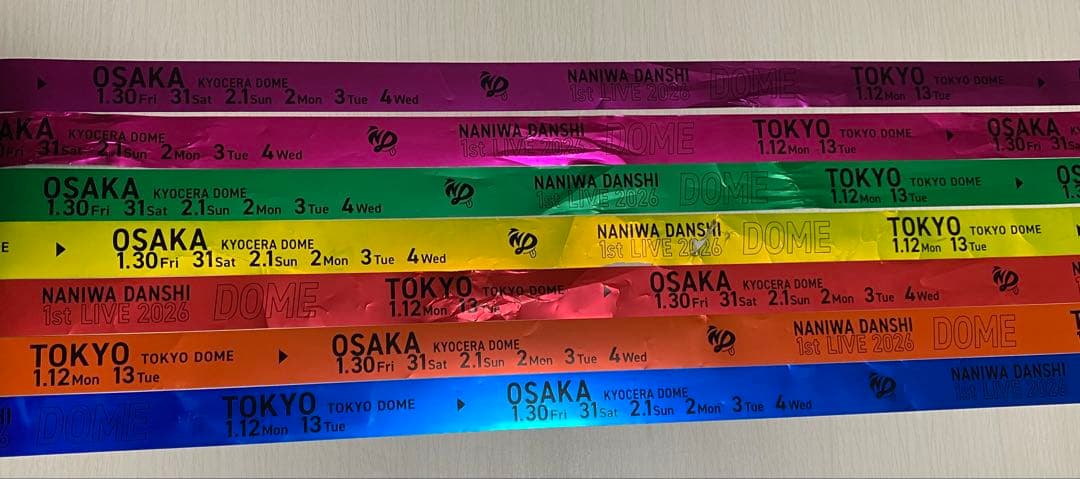 OSAKA KYOCERA DOME NANIWA DANSHI DOME TOKYO TOKYO DOME
1.30Fri 31Sat 2.1Sun 2Mon 3Tue 4Wed 1st LIVE 2026 1.12Mon 13Tue
AKA KYOCERA DOME NANIWA DANSHI DOME TOKYO TOKYO DOME OSAKA
31Sat 2.1Sun 2Mon 3Tue 4Wed 1st LIVE 2026 1.12Mon 13Tue 1.30Fri 31Sa
OSAKA KYOCERA DOME NANIWA DANSHI DOME TOKYO TOKYO DOME OS
1.30Fri 31Sat 2.1Sun 2Mon 3Tue 4Wed 1st LIVE 2026 1.12Mon 13Tue
E OSAKA KYOCERA DOME NANIWA DANSHI DOME TOKYO TOKYO DOME
1.30Fri 31Sat 2.1Sun 2Mon 3Tue 4Wed 1st LIVE 2026 1.12Mon 13Tue
NANIWA DANSHI DOME TOKYO TOKYO DOME OSAKA KYOCERA DOME
1st LIVE 2026 1.12Mon 13Tue 1.30Fri 31Sat 2.1Sun 2Mon 3Tue 4Wed
TOKYO TOKYO DOME OSAKA KYOCERA DOME NANIWA DANSHI DOME T
1.12Mon 13Tue 1.30Fri 31Sat 2.1Sun 2Mon 3Tue 4Wed 1st LIVE 2026
DOME TOKYO TOKYO DOME OSAKA KYOCERA DOME NANIWA DANSHI
1.12Mon 13Tue 1.30Fri 31Sat 2.1Sun 2Mon 3Tue 4Wed 1st LIVE 2026